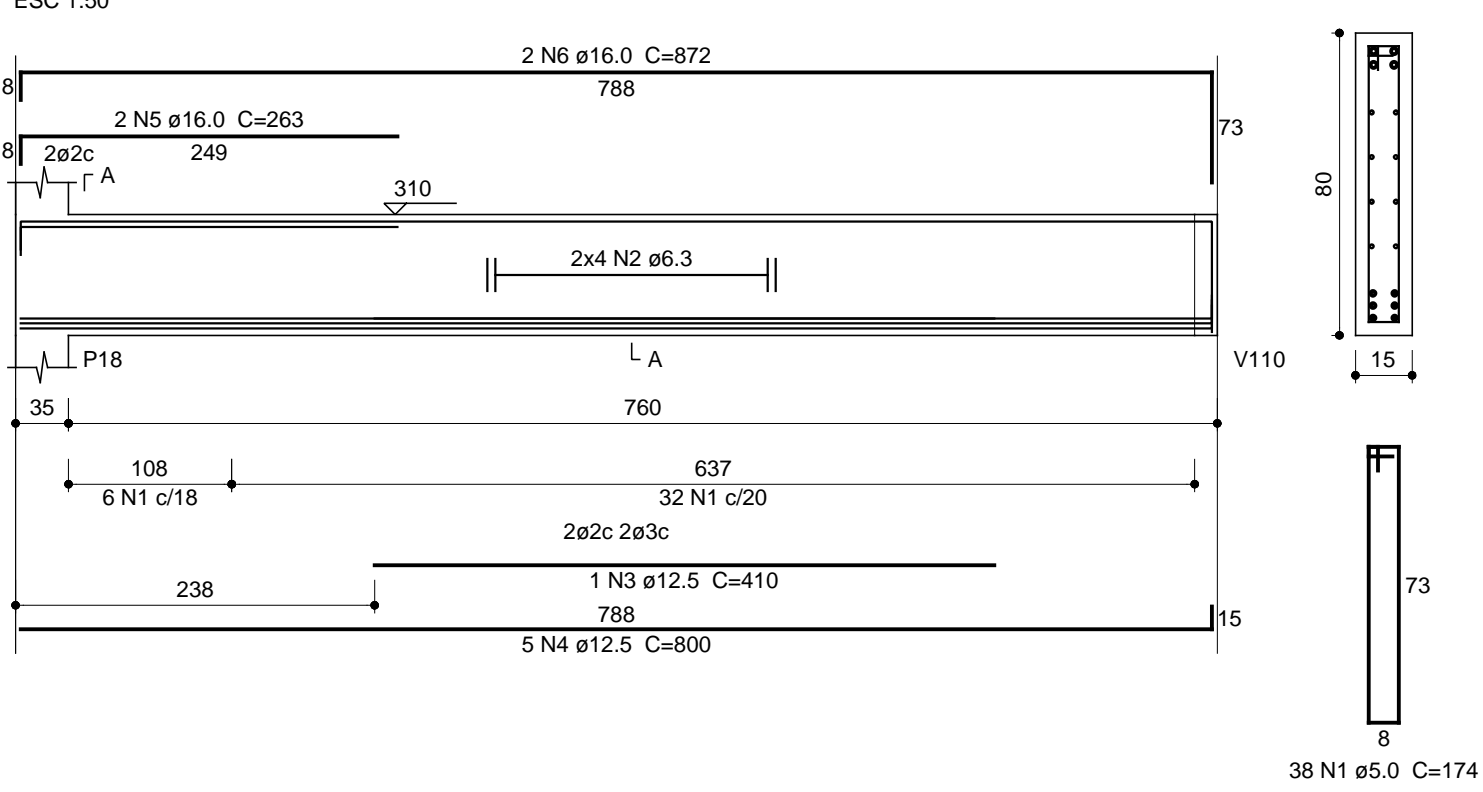 ESC 1:50
2 N6 ø16.0 C=872
788
8
73
2 N5 ø16.0 C=263
249
8
2ø2c
A
310
2x4 N2 ø6.3
P18
A
V110
35
760
108
6 N1 c/18
637
32 N1 c/20
2ø2c 2ø3c
1 N3 ø12.5 C=410
238
788
15
5 N4 ø12.5 C=800
80
15
73
8
38 N1 ø5.0 C=174